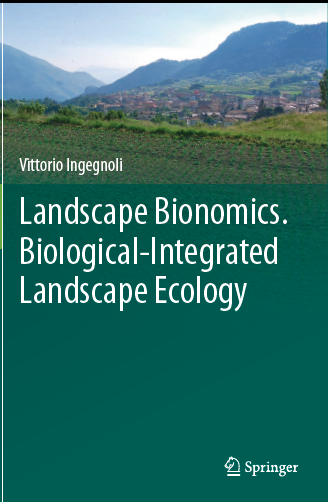 Vittorio Ingegnoli
Landscape Bionomics.
Biological-Integrated
Landscape Ecology
Springer